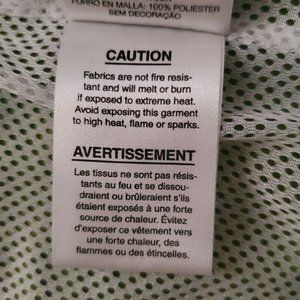 FORRO EN MALLA: 100% POLIESTER
SEM DECORAÇÃO
CAUTION
Fabrics are not fire resis-
tant and will melt or burn
if exposed to extreme heat.
Avoid exposing this garment
to high heat, flame or sparks.
AVERTISSEMENT
Les tissus ne sont pas résis-
tants au feu et se dissou-
draient ou brûleraient s'ils
étaient exposés à une forte
source de chaleur. Évitez
d'exposer ce vêtement vers
une forte chaleur, des
flammes ou des étincelles.